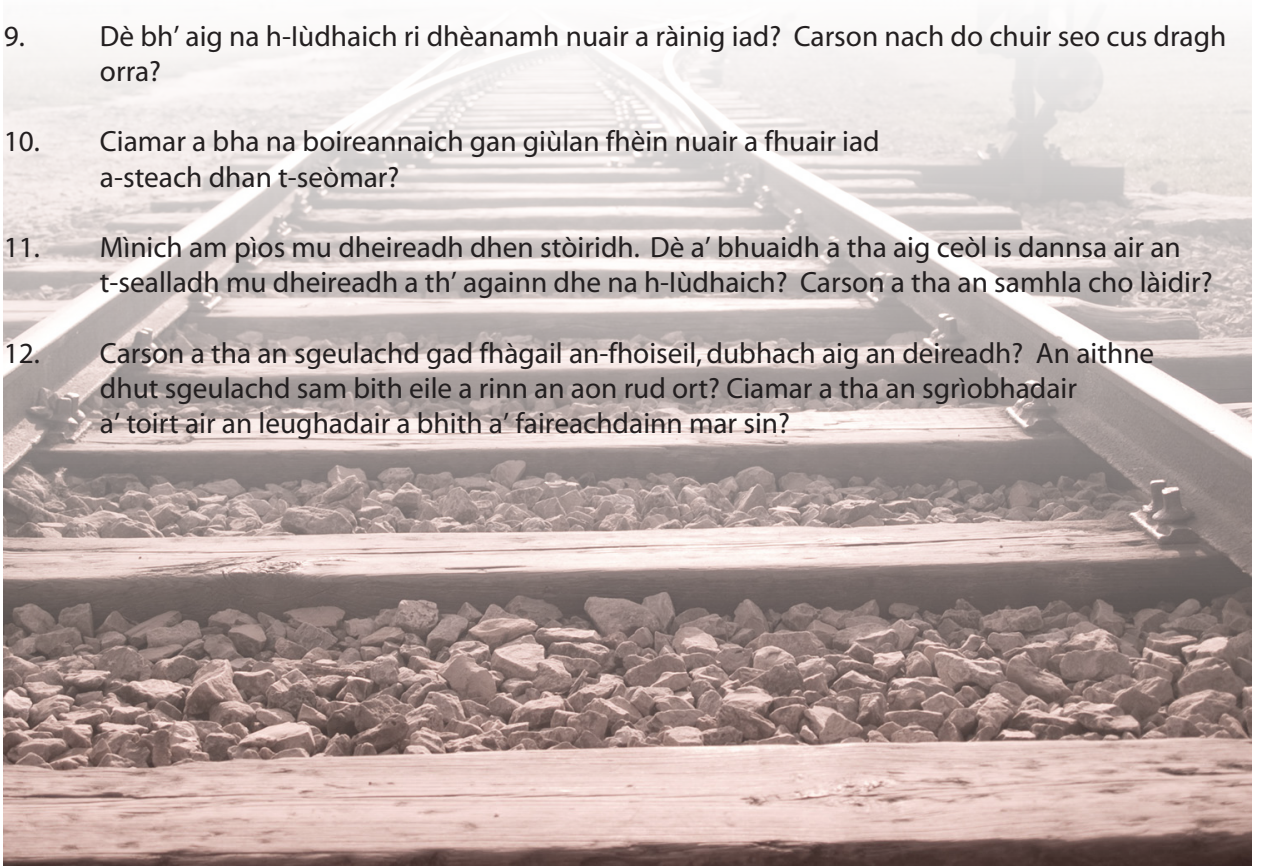 9. Dè bh’ aig na h-Iùdhaich ri dhèanamh nuair a ràinig iad? Carson nach do chuir seo cus dragh
orra?
10. Ciamar a bha na boireannaich gan giùlan fhèin nuair a fhuair iad
a-steach dhan t-seòmar?
11. Mìnich am pìos mu dheireadh dhen stòiridh. Dè a’ bhuaidh a tha aig ceòl is dannsa air an
t-sealladh mu dheireadh a th’ againn dhe na h-Iùdhaich? Carson a tha an samhla cho làidir?
12. Carson a tha an sgeulachd gad fhàgail an-fhoiseil, dubhach aig an deireadh? An aithne
dhut sgeulachd sam bith eile a rinn an aon rud ort? Ciamar a tha an sgrìobhadair
a’ toirt air an leughadair a bhith a’ faireachdainn mar sin?